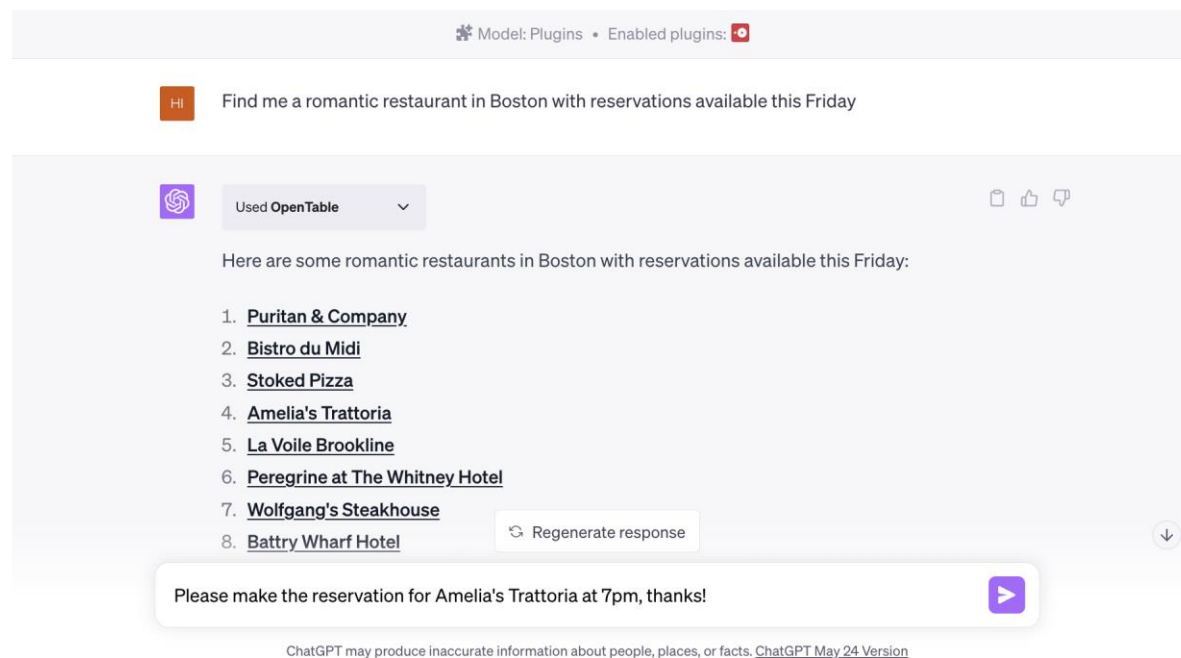 Model: Plugins • Enabled plugins:
HI
Find me a romantic restaurant in Boston with reservations available this Friday
Used OpenTable
Here are some romantic restaurants in Boston with reservations available this Friday:
1. Puritan & Company
2. Bistro du Midi
3. Stoked Pizza
4. Amelia's Trattoria
5. La Voile Brookline
6. Peregrine at The Whitney Hotel
7. Wolfgang's Steakhouse
8. Battry Wharf Hotel
Regenerate response
Please make the reservation for Amelia's Trattoria at 7pm, thanks!
ChatGPT may produce inaccurate information about people, places, or facts. ChatGPT May 24 Version